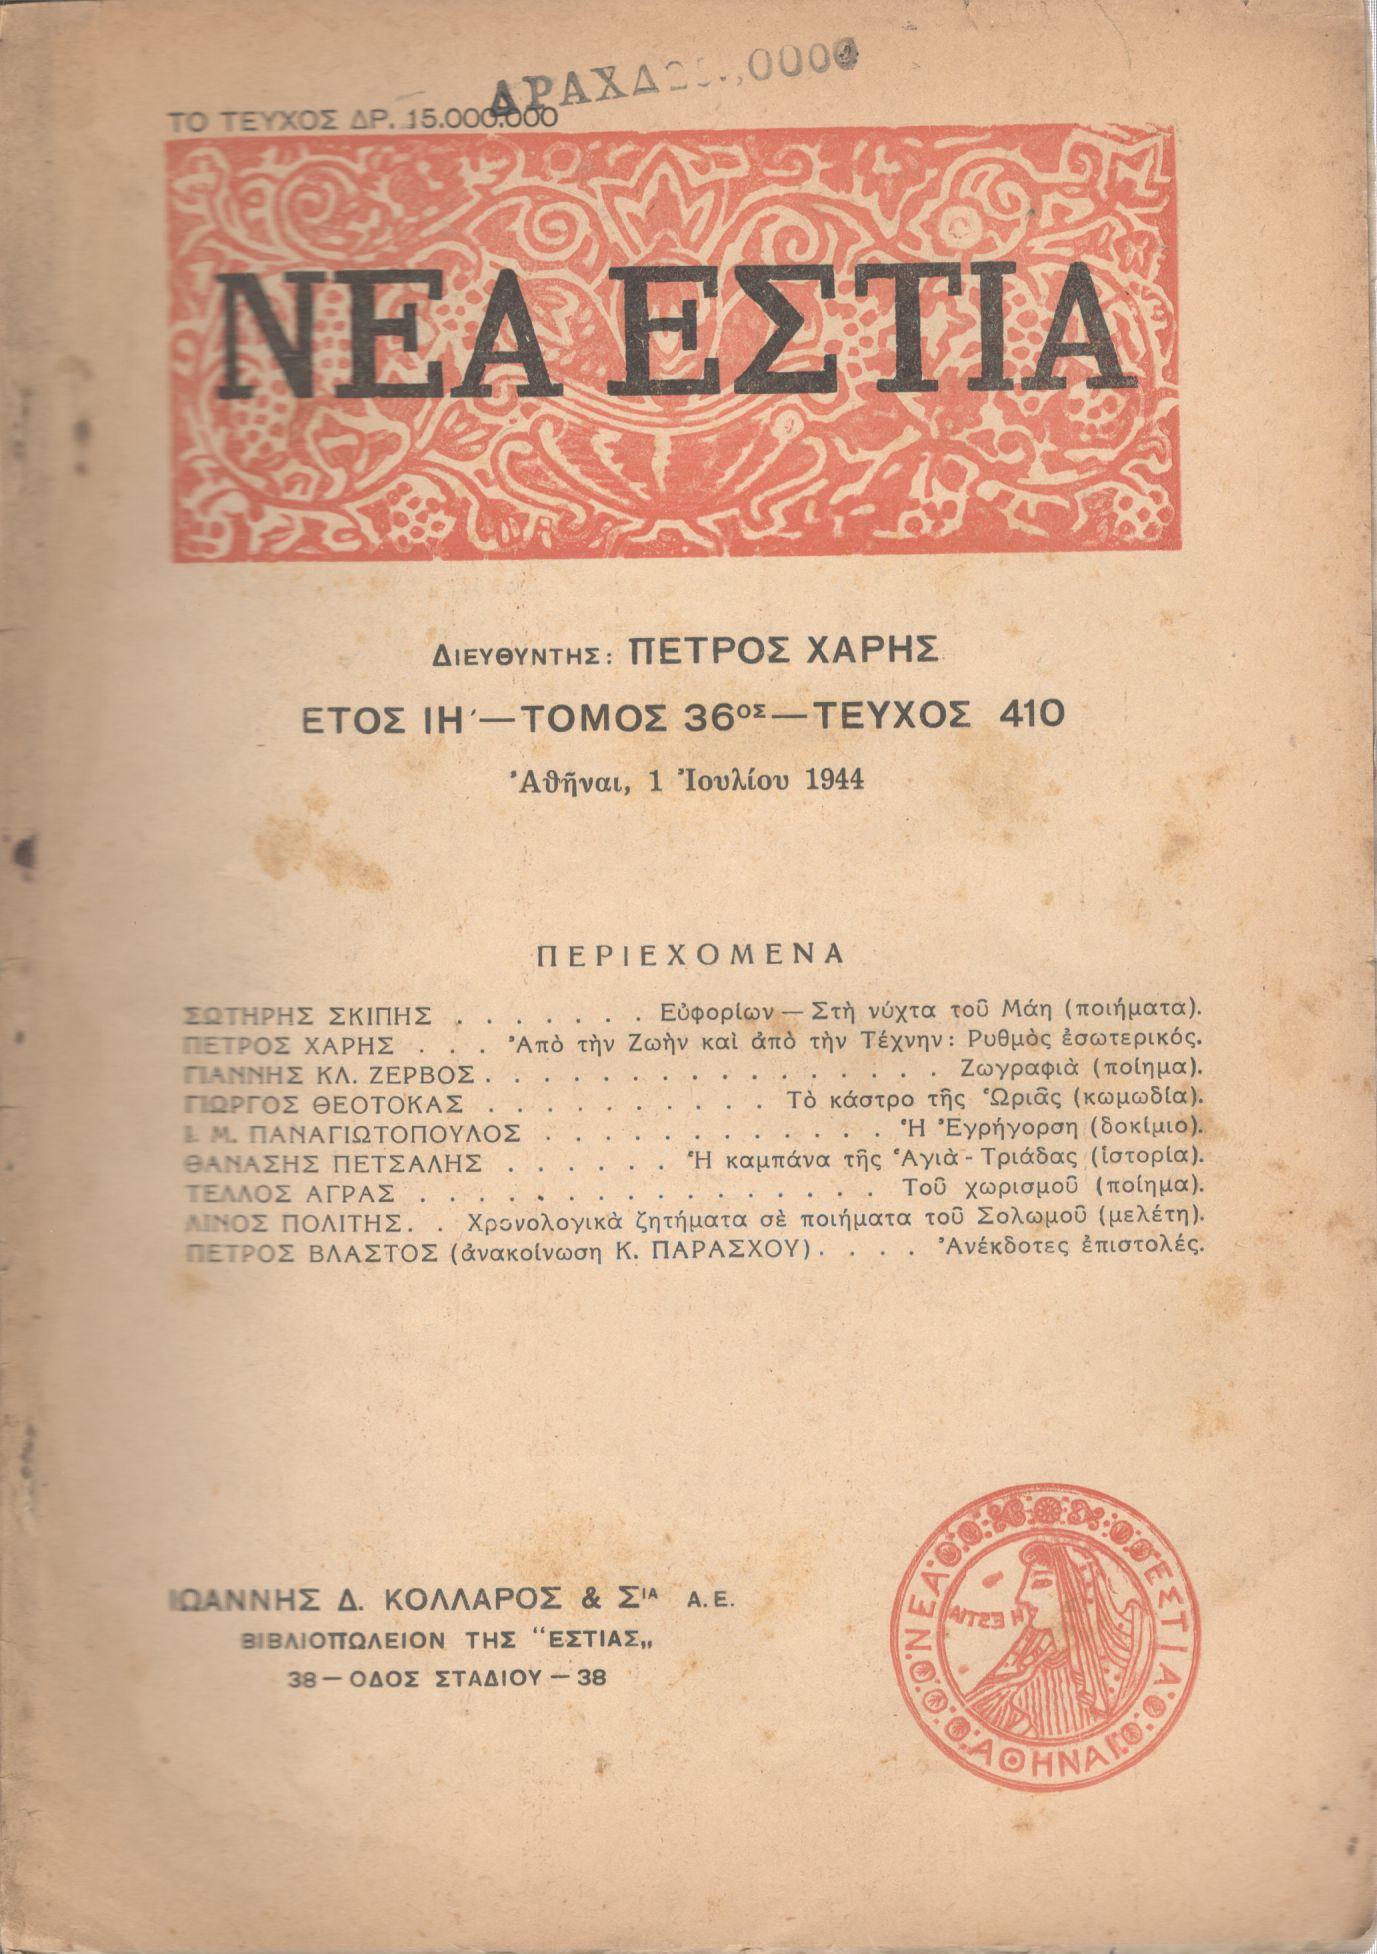 ΔΡΑΧΔ
ΤΟ ΤΕΥΧΟΣ ΔΡ. 15.000.000
ΝΕΑ ΕΣΤΙΑ
ΔΙΕΥΘΥΝΤΗΣ: ΠΕΤΡΟΣ ΧΑΡΗΣ
ΕΤΟΣ ΙΗ΄—ΤΟΜΟΣ 36ΟΣ—ΤΕΥΧΟΣ 410
Ἀθῆναι, 1 Ἰουλίου 1944
ΠΕΡΙΕΧΟΜΕΝΑ
ΣΩΤΗΡΗΣ ΣΚΙΠΗΣ . . . . . . . Εὐφορίων — Στὴ νύχτα τοῦ Μάη (ποιήματα).
ΠΕΤΡΟΣ ΧΑΡΗΣ . . . Ἀπὸ τὴν Ζωὴν καὶ ἀπὸ τὴν Τέχνην: Ρυθμὸς ἐσωτερικός.
ΓΙΑΝΝΗΣ ΚΛ. ΖΕΡΒΟΣ. . . . . . . . . . . . . . . . Ζωγραφιὰ (ποίημα).
ΓΙΩΡΓΟΣ ΘΕΟΤΟΚΑΣ . . . . . . . . . . . Τὸ κάστρο τῆς Ὡριᾶς (κωμωδία).
Ι. Μ. ΠΑΝΑΓΙΩΤΟΠΟΥΛΟΣ . . . . . . . . . . . . . Ἡ Ἐγρήγορση (δοκίμιο).
ΘΑΝΑΣΗΣ ΠΕΤΣΑΛΗΣ . . . . . . Ἡ καμπάνα τῆς Ἁγιὰ - Τριάδας (ἱστορία).
ΤΕΛΛΟΣ ΑΓΡΑΣ . . . . . . . . . . . . . . . . Τοῦ χωρισμοῦ (ποίημα).
ΛΙΝΟΣ ΠΟΛΙΤΗΣ. . Χρονολογικὰ ζητήματα σὲ ποιήματα τοῦ Σολωμοῦ (μελέτη).
ΠΕΤΡΟΣ ΒΛΑΣΤΟΣ (ἀνακοίνωση Κ. ΠΑΡΑΣΧΟΥ). . . . Ἀνέκδοτες ἐπιστολές.
ΙΩΑΝΝΗΣ Δ. ΚΟΛΛΑΡΟΣ & ΣΙΑ Α.Ε.
ΒΙΒΛΙΟΠΩΛΕΙΟΝ ΤΗΣ "ΕΣΤΙΑΣ„
38 — ΟΔΟΣ ΣΤΑΔΙΟΥ — 38
ΝΕΑ ΕΣΤΙΑ
Η ΕΣΤΙΑ
ΑΘΗΝΑΙ